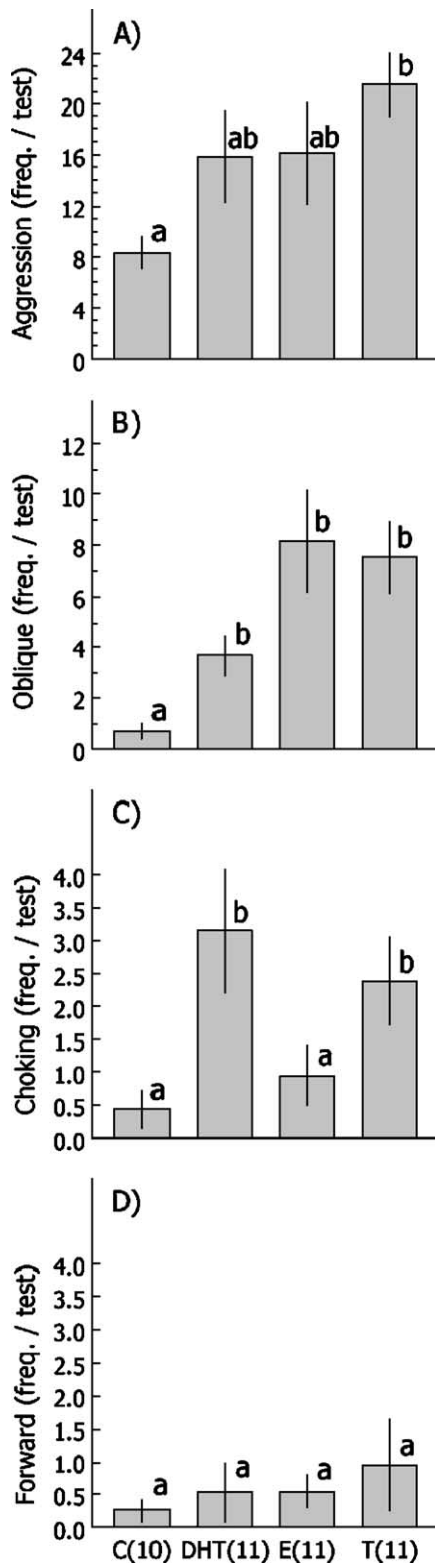 A)
Aggression (freq. / test)
24
20
16
12
8
4
0
a
ab
ab
b
B)
Oblique (freq. / test)
12
10
8
6
4
2
0
a
b
b
b
C)
Choking (freq. / test)
4.0
3.5
3.0
2.5
2.0
1.5
1.0
0.5
0.0
a
b
a
b
D)
Forward (freq. / test)
4.0
3.5
3.0
2.5
2.0
1.5
1.0
0.5
0.0
a
a
a
a
C(10) DHT(11) E(11) T(11)